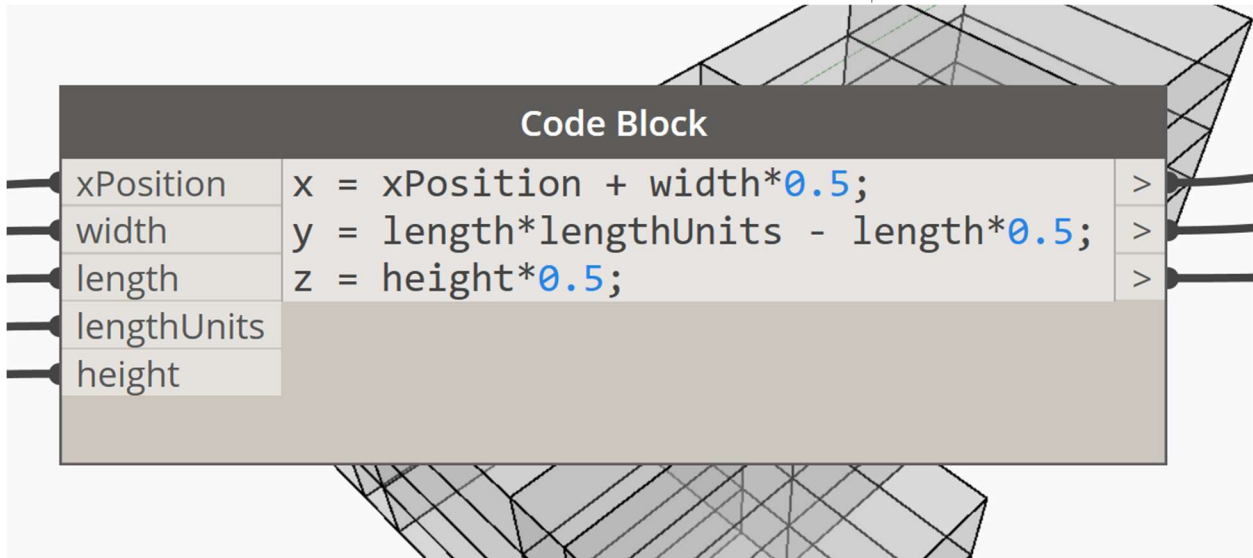 Code Block
xPosition x = xPosition + width*0.5; >
width y = length*lengthUnits - length*0.5; >
length z = height*0.5; >
lengthUnits
height